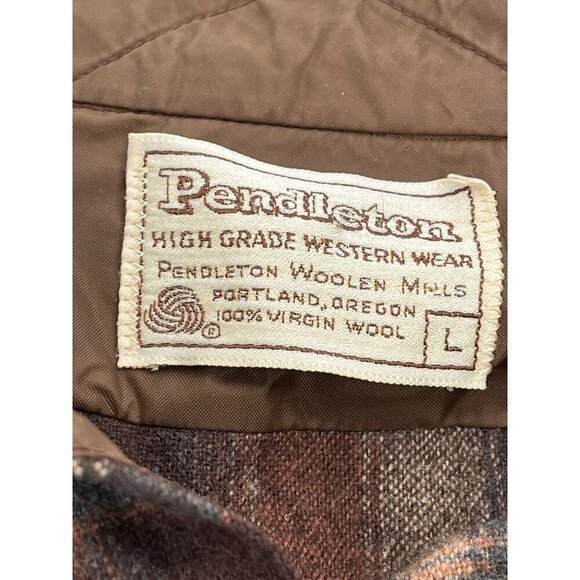 Pendleton
HIGH GRADE WESTERN WEAR
PENDLETON WOOLEN MILLS
PORTLAND, OREGON
® 100% VIRGIN WOOL
L